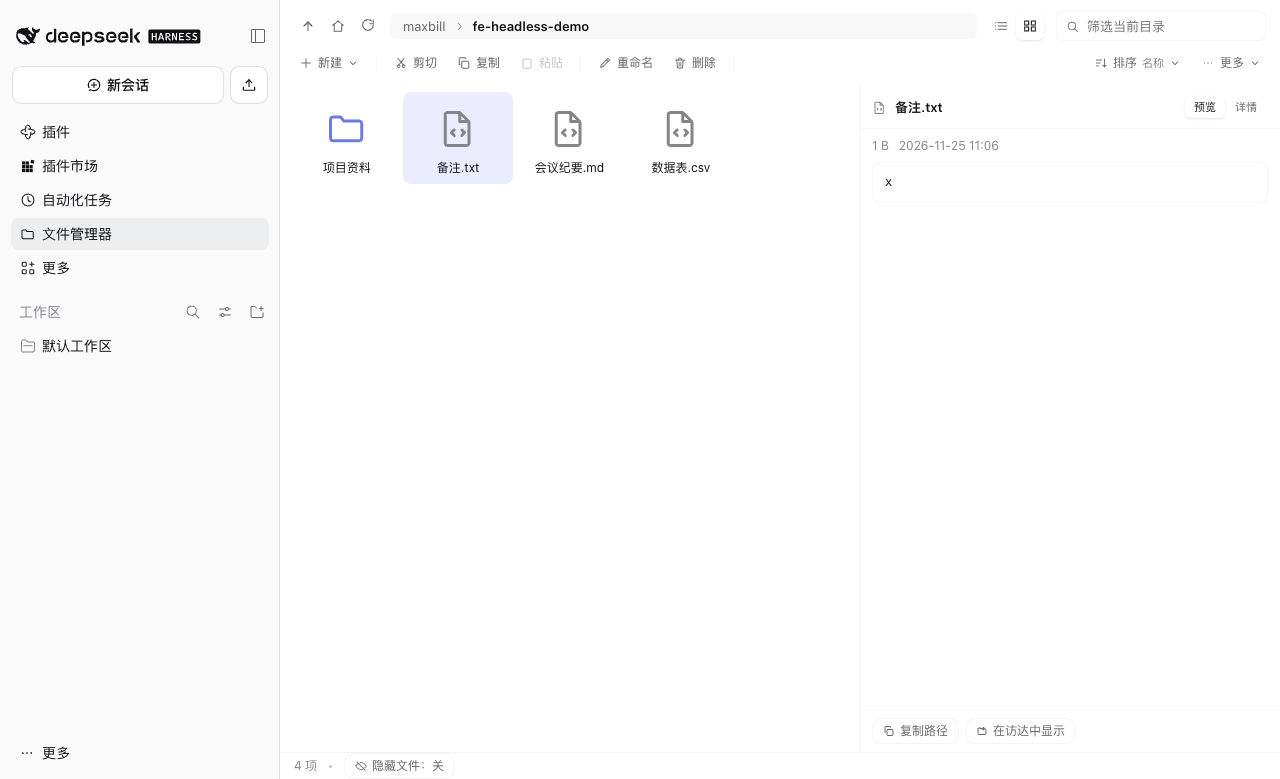 deepseek HARNESS
新会话
插件
插件市场
自动化任务
文件管理器
更多
工作区
默认工作区
更多
maxbill > fe-headless-demo
筛选当前目录
新建 剪切 复制 粘贴 重命名 删除 排序 名称 ··· 更多
项目资料 备注.txt 会议纪要.md 数据表.csv
备注.txt 预览 详情
1 B 2026-11-25 11:06
x
复制路径 在访达中显示
4 项 • 隐藏文件：关